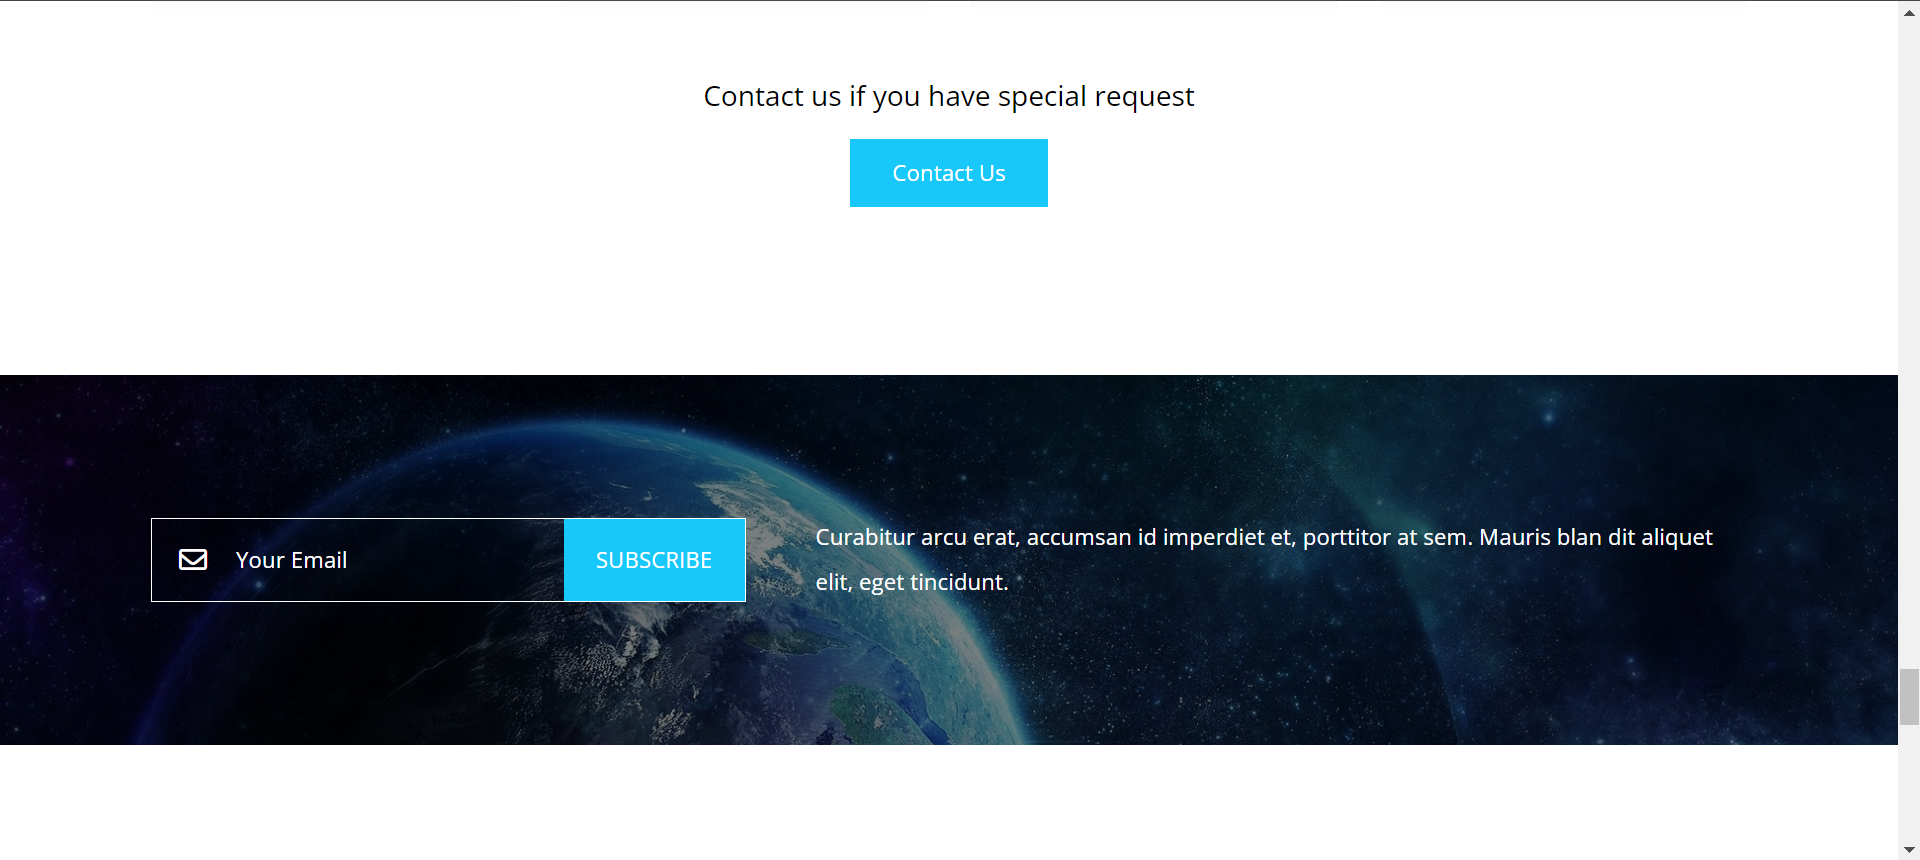 Contact us if you have special request
Contact Us
Your Email
SUBSCRIBE
Curabitur arcu erat, accumsan id imperdiet et, porttitor at sem. Mauris blan dit aliquet
elit, eget tincidunt.